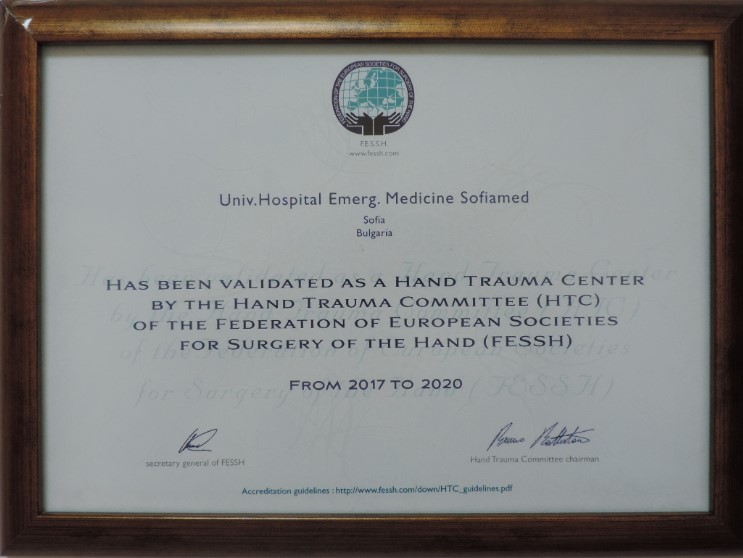 F.E.S.S.H.
www.fessh.com
Univ.Hospital Emerg. Medicine Sofiamed
Sofia
Bulgaria
HAS BEEN VALIDATED AS A HAND TRAUMA CENTER
BY THE HAND TRAUMA COMMITTEE (HTC)
OF THE FEDERATION OF EUROPEAN SOCIETIES
FOR SURGERY OF THE HAND (FESSH)
FROM 2017 TO 2020
secretary general of FESSH
Hand Trauma Committee chairman
Accreditation guidelines : http://www.fessh.com/down/HTC_guidelines.pdf